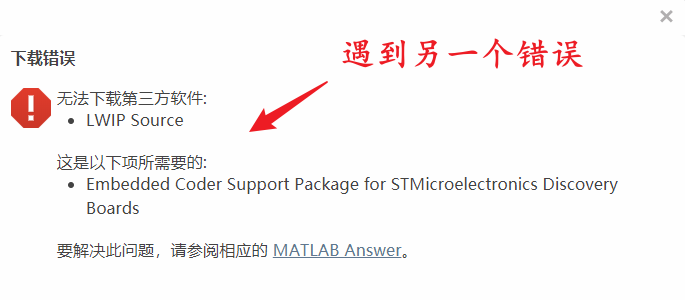 遇到另一个错误
下载错误
无法下载第三方软件:
• LWIP Source
这是以下项所需要的:
• Embedded Coder Support Package for STMicroelectronics Discovery
Boards
要解决此问题，请参阅相应的 MATLAB Answer。